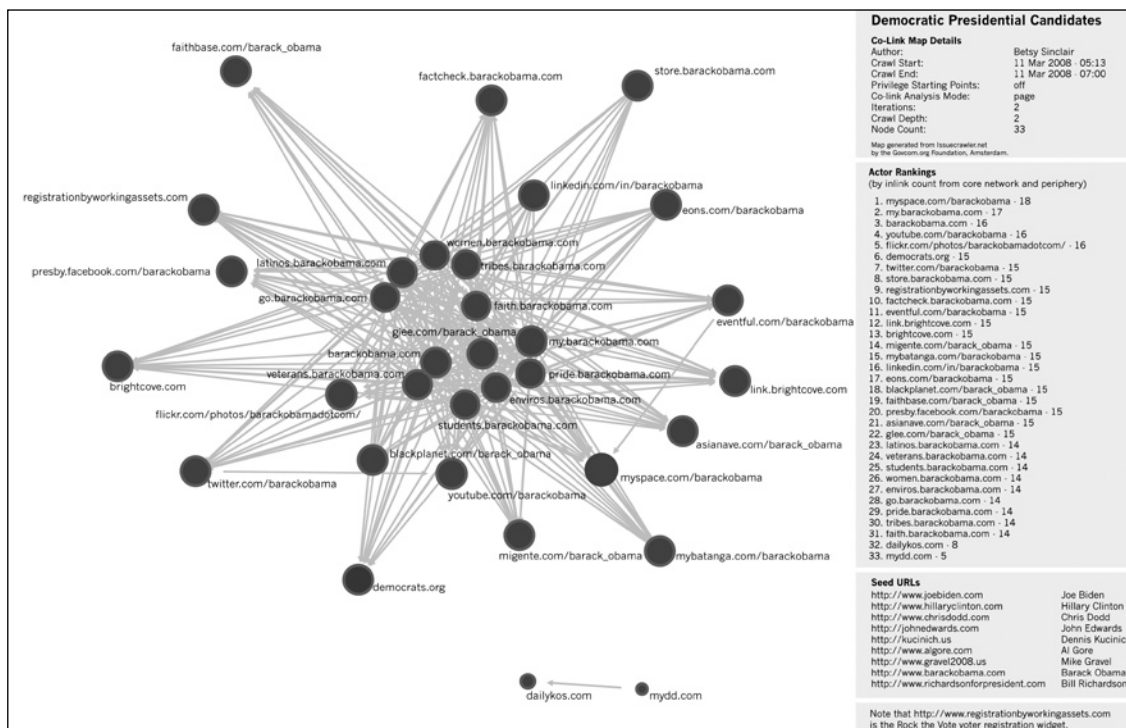 faithbase.com/barack_obama
factcheck.barackobama.com
store.barackobama.com
linkedin.com/in/barackobama
registrationbyworkingassets.com
eons.com/barackobama
women.barackobama.com
latinos.barackobama.com
tribes.barackobama.com
presby.facebook.com/barackobama
go.barackobama.com
faith.barackobama.com
eventful.com/barackobama
glee.com/barack_obama
my.barackobama.com
barackobama.com
veterans.barackobama.com
pride.barackobama.com
brightcove.com
link.brightcove.com
enviros.barackobama.com
flickr.com/photos/barackobamadotcom/
students.barackobama.com
asianave.com/barack_obama
blackplanet.com/barack_obama
twitter.com/barackobama
myspace.com/barackobama
youtube.com/barackobama
migente.com/barack_obama
mybatanga.com/barackobama
democrats.org
dailykos.com
mydd.com
Democratic Presidential Candidates
Co-Link Map Details
Author: Betsy Sinclair
Crawl Start: 11 Mar 2008 - 05:13
Crawl End: 11 Mar 2008 - 07:00
Privilege Starting Points: off
Co-link Analysis Mode: page
Iterations: 2
Crawl Depth: 2
Node Count: 33
Map generated from Issuecrawler.net
by the Govcom.org Foundation, Amsterdam.
Actor Rankings
(by inlink count from core network and periphery)
1. myspace.com/barackobama - 18
2. my.barackobama.com - 17
3. barackobama.com - 16
4. youtube.com/barackobama - 16
5. flickr.com/photos/barackobamadotcom/ - 16
6. democrats.org - 15
7. twitter.com/barackobama - 15
8. store.barackobama.com - 15
9. registrationbyworkingassets.com - 15
10. factcheck.barackobama.com - 15
11. eventful.com/barackobama - 15
12. link.brightcove.com - 15
13. brightcove.com - 15
14. migente.com/barack_obama - 15
15. mybatanga.com/barackobama - 15
16. linkedin.com/in/barackobama - 15
17. eons.com/barackobama - 15
18. blackplanet.com/barack_obama - 15
19. faithbase.com/barack_obama - 15
20. presby.facebook.com/barackobama - 15
21. asianave.com/barack_obama - 15
22. glee.com/barack_obama - 15
23. latinos.barackobama.com - 14
24. veterans.barackobama.com - 14
25. students.barackobama.com - 14
26. women.barackobama.com - 14
27. enviros.barackobama.com - 14
28. go.barackobama.com - 14
29. pride.barackobama.com - 14
30. tribes.barackobama.com - 14
31. faith.barackobama.com - 14
32. dailykos.com - 8
33. mydd.com - 5
Seed URLs
http://www.joebiden.com Joe Biden
http://www.hillaryclinton.com Hillary Clinton
http://www.chrisdodd.com Chris Dodd
http://johnedwards.com John Edwards
http://kucinich.us Dennis Kucinic
http://www.algore.com Al Gore
http://www.gravel2008.us Mike Gravel
http://www.barackobama.com Barack Obama
http://www.richardsonforpresident.com Bill Richardson
Note that http://www.registrationbyworkingassets.com
is the Rock the Vote voter registration widget.